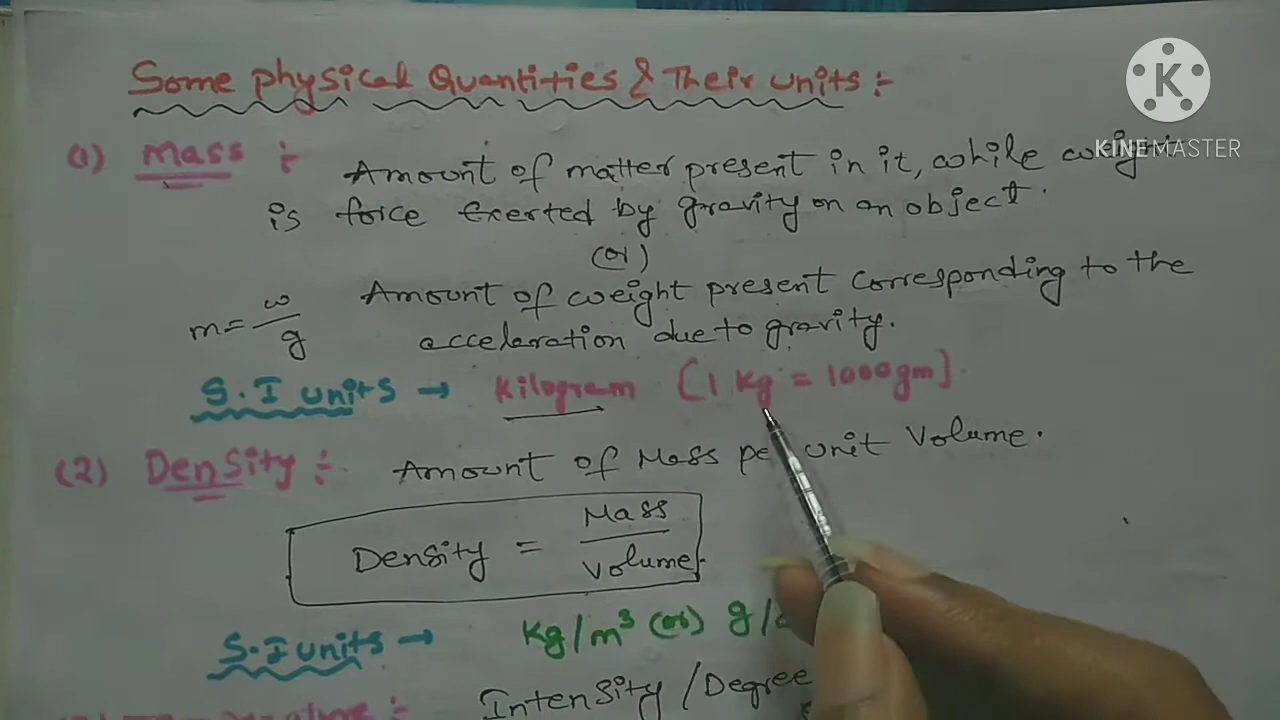 Some physical Quantities & Their units :-
(1) Mass :- Amount of matter present in it, while weight
is force exerted by gravity on an object.
(or)
m = w/g Amount of weight present corresponding to the
acceleration due to gravity.
S.I units → Kilogram (1 Kg = 1000gm)
(2) Density :- Amount of Mass per unit Volume.
Density = Mass/Volume
S.I units → Kg/m³ (or) g/
Intensity / Degree
K
KINEMASTER